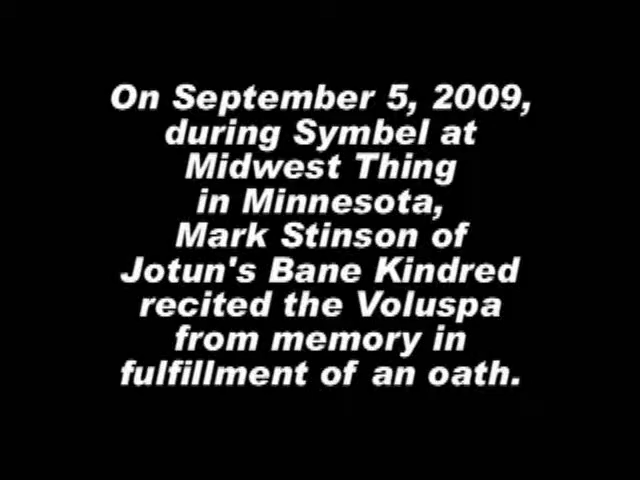 On September 5, 2009,
during Symbel at
Midwest Thing
in Minnesota,
Mark Stinson of
Jotun's Bane Kindred
recited the Voluspa
from memory in
fulfillment of an oath.